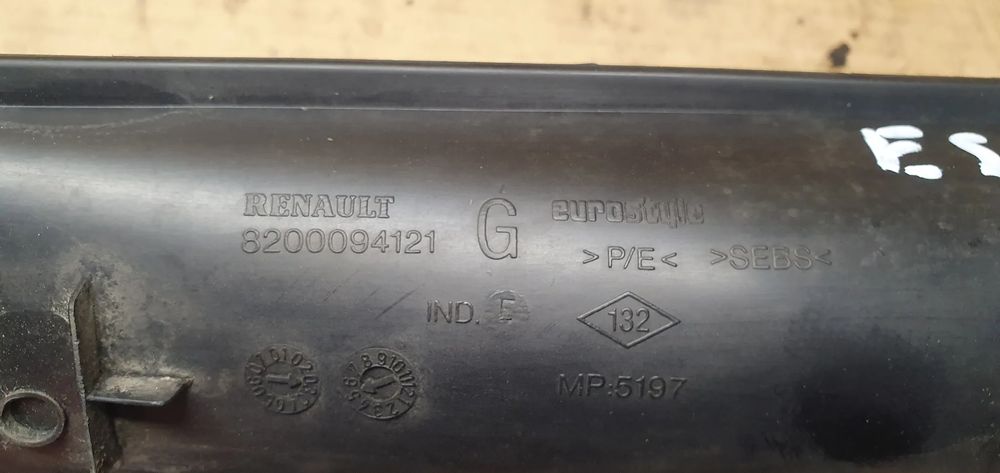 E.S
RENAULT
8200094121
G
eurostyle
>P/E< >SEBS<
IND. E
132
MP:5197